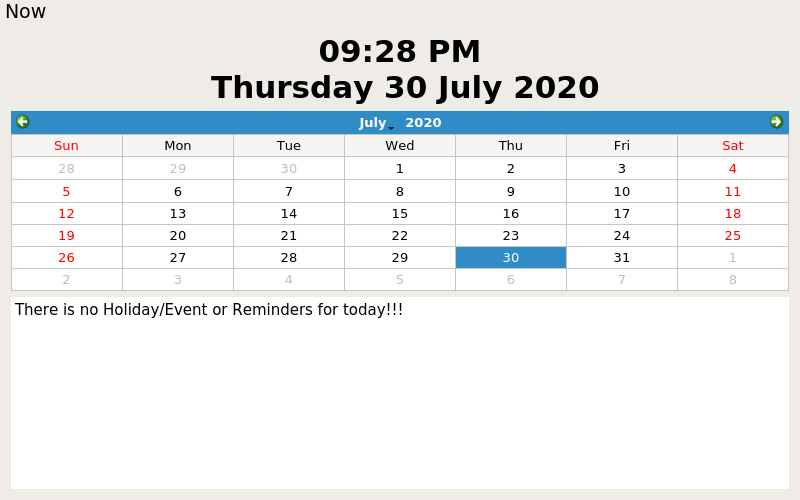 Now
09:28 PM
Thursday 30 July 2020
July 2020
Sun Mon Tue Wed Thu Fri Sat
28 29 30 1 2 3 4
5 6 7 8 9 10 11
12 13 14 15 16 17 18
19 20 21 22 23 24 25
26 27 28 29 30 31 1
2 3 4 5 6 7 8
There is no Holiday/Event or Reminders for today!!!